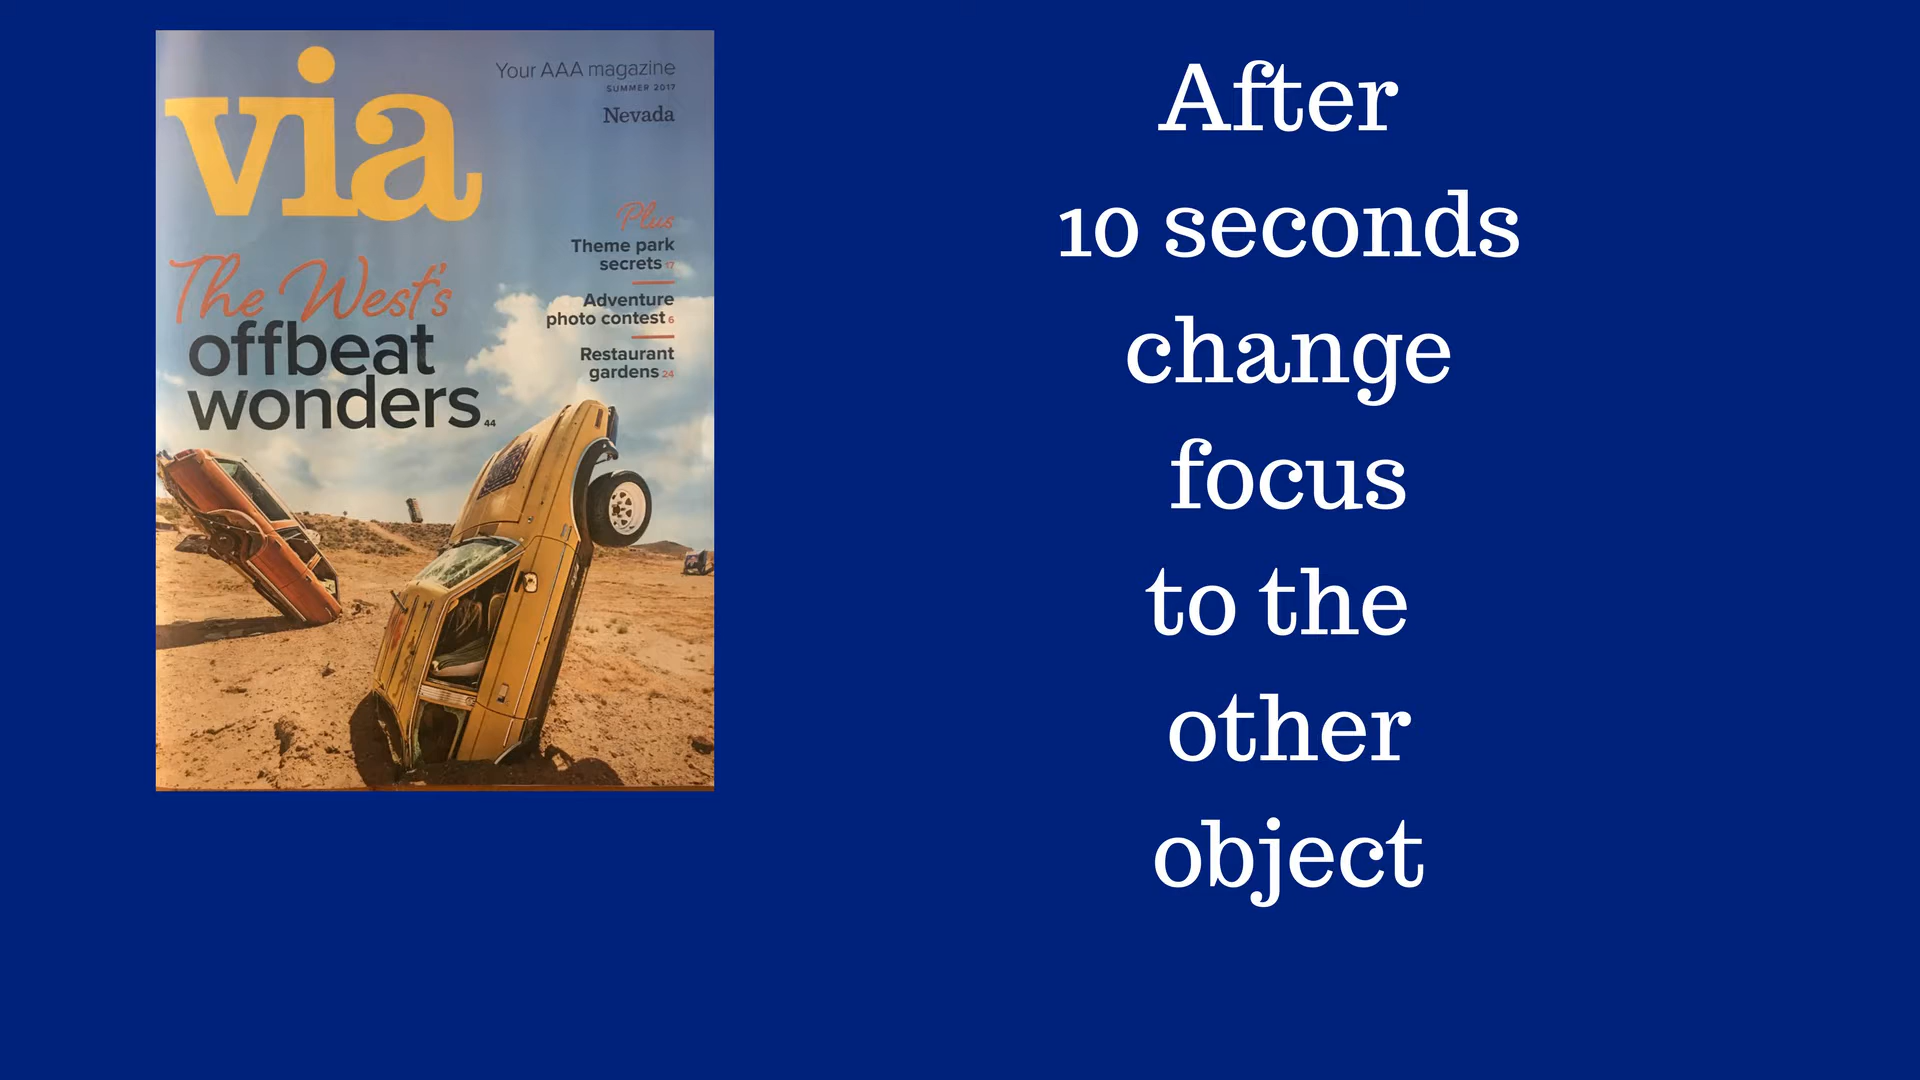 via
Your AAA magazine
SUMMER 2017
Nevada
Plus
Theme park
secrets 17
Adventure
photo contest 6
Restaurant
gardens 24
The West's
offbeat
wonders 44
After
10 seconds
change
focus
to the
other
object